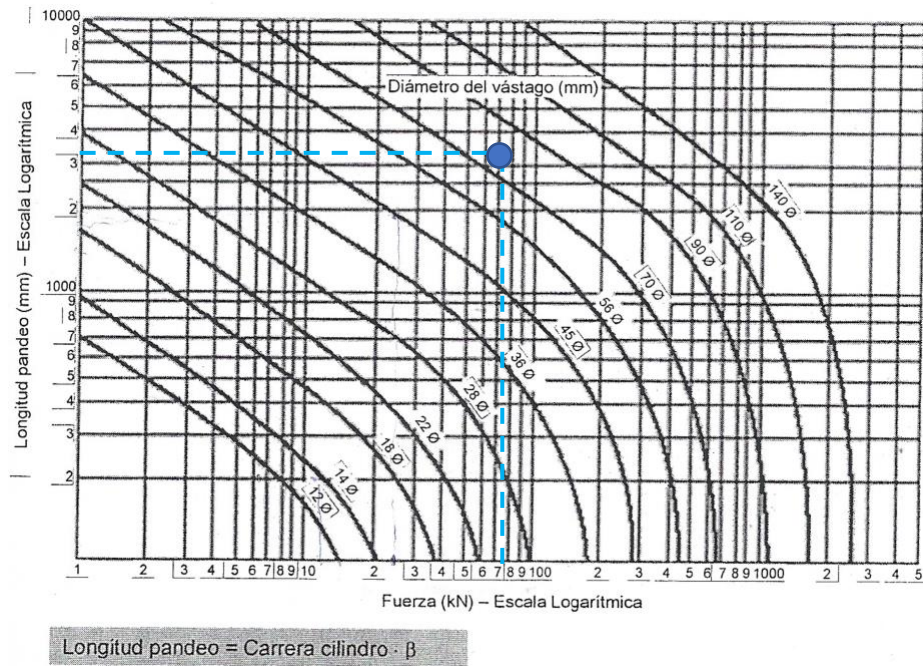 10000
9
8
7
6
5
4
3
2
1000
9
8
7
6
5
4
3
2
Longitud pandeo (mm) – Escala Logarítmica
Diámetro del vástago (mm)
140 Ø
110 Ø
90 Ø
70 Ø
56 Ø
45 Ø
36 Ø
28 Ø
22 Ø
18 Ø
14 Ø
12 Ø
1 2 3 4 5 6 7 8 9 10 2 3 4 5 6 7 8 9 100 2 3 4 5 6 7 8 9 1000 2 3 4 5
Fuerza (kN) – Escala Logarítmica
Longitud pandeo = Carrera cilindro · β